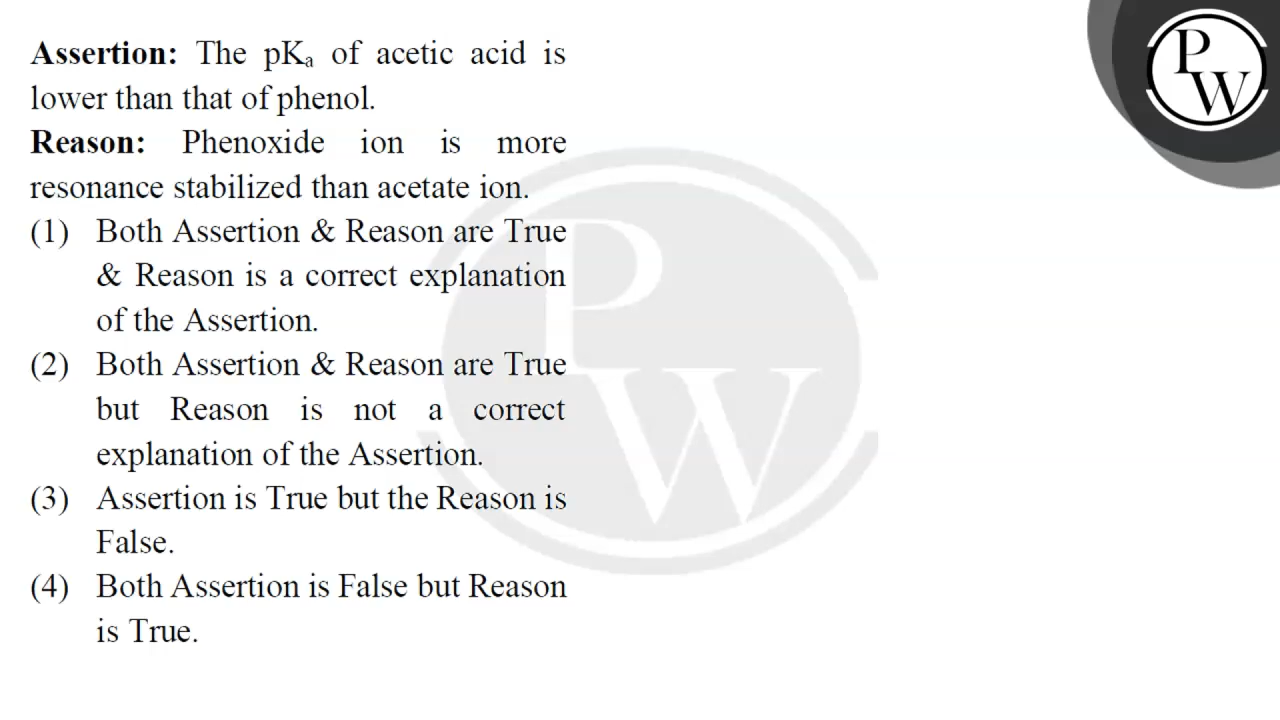 Assertion: The pKₐ of acetic acid is
lower than that of phenol.
Reason: Phenoxide ion is more
resonance stabilized than acetate ion.
(1) Both Assertion & Reason are True
& Reason is a correct explanation
of the Assertion.
(2) Both Assertion & Reason are True
but Reason is not a correct
explanation of the Assertion.
(3) Assertion is True but the Reason is
False.
(4) Both Assertion is False but Reason
is True.
P
W
P
W